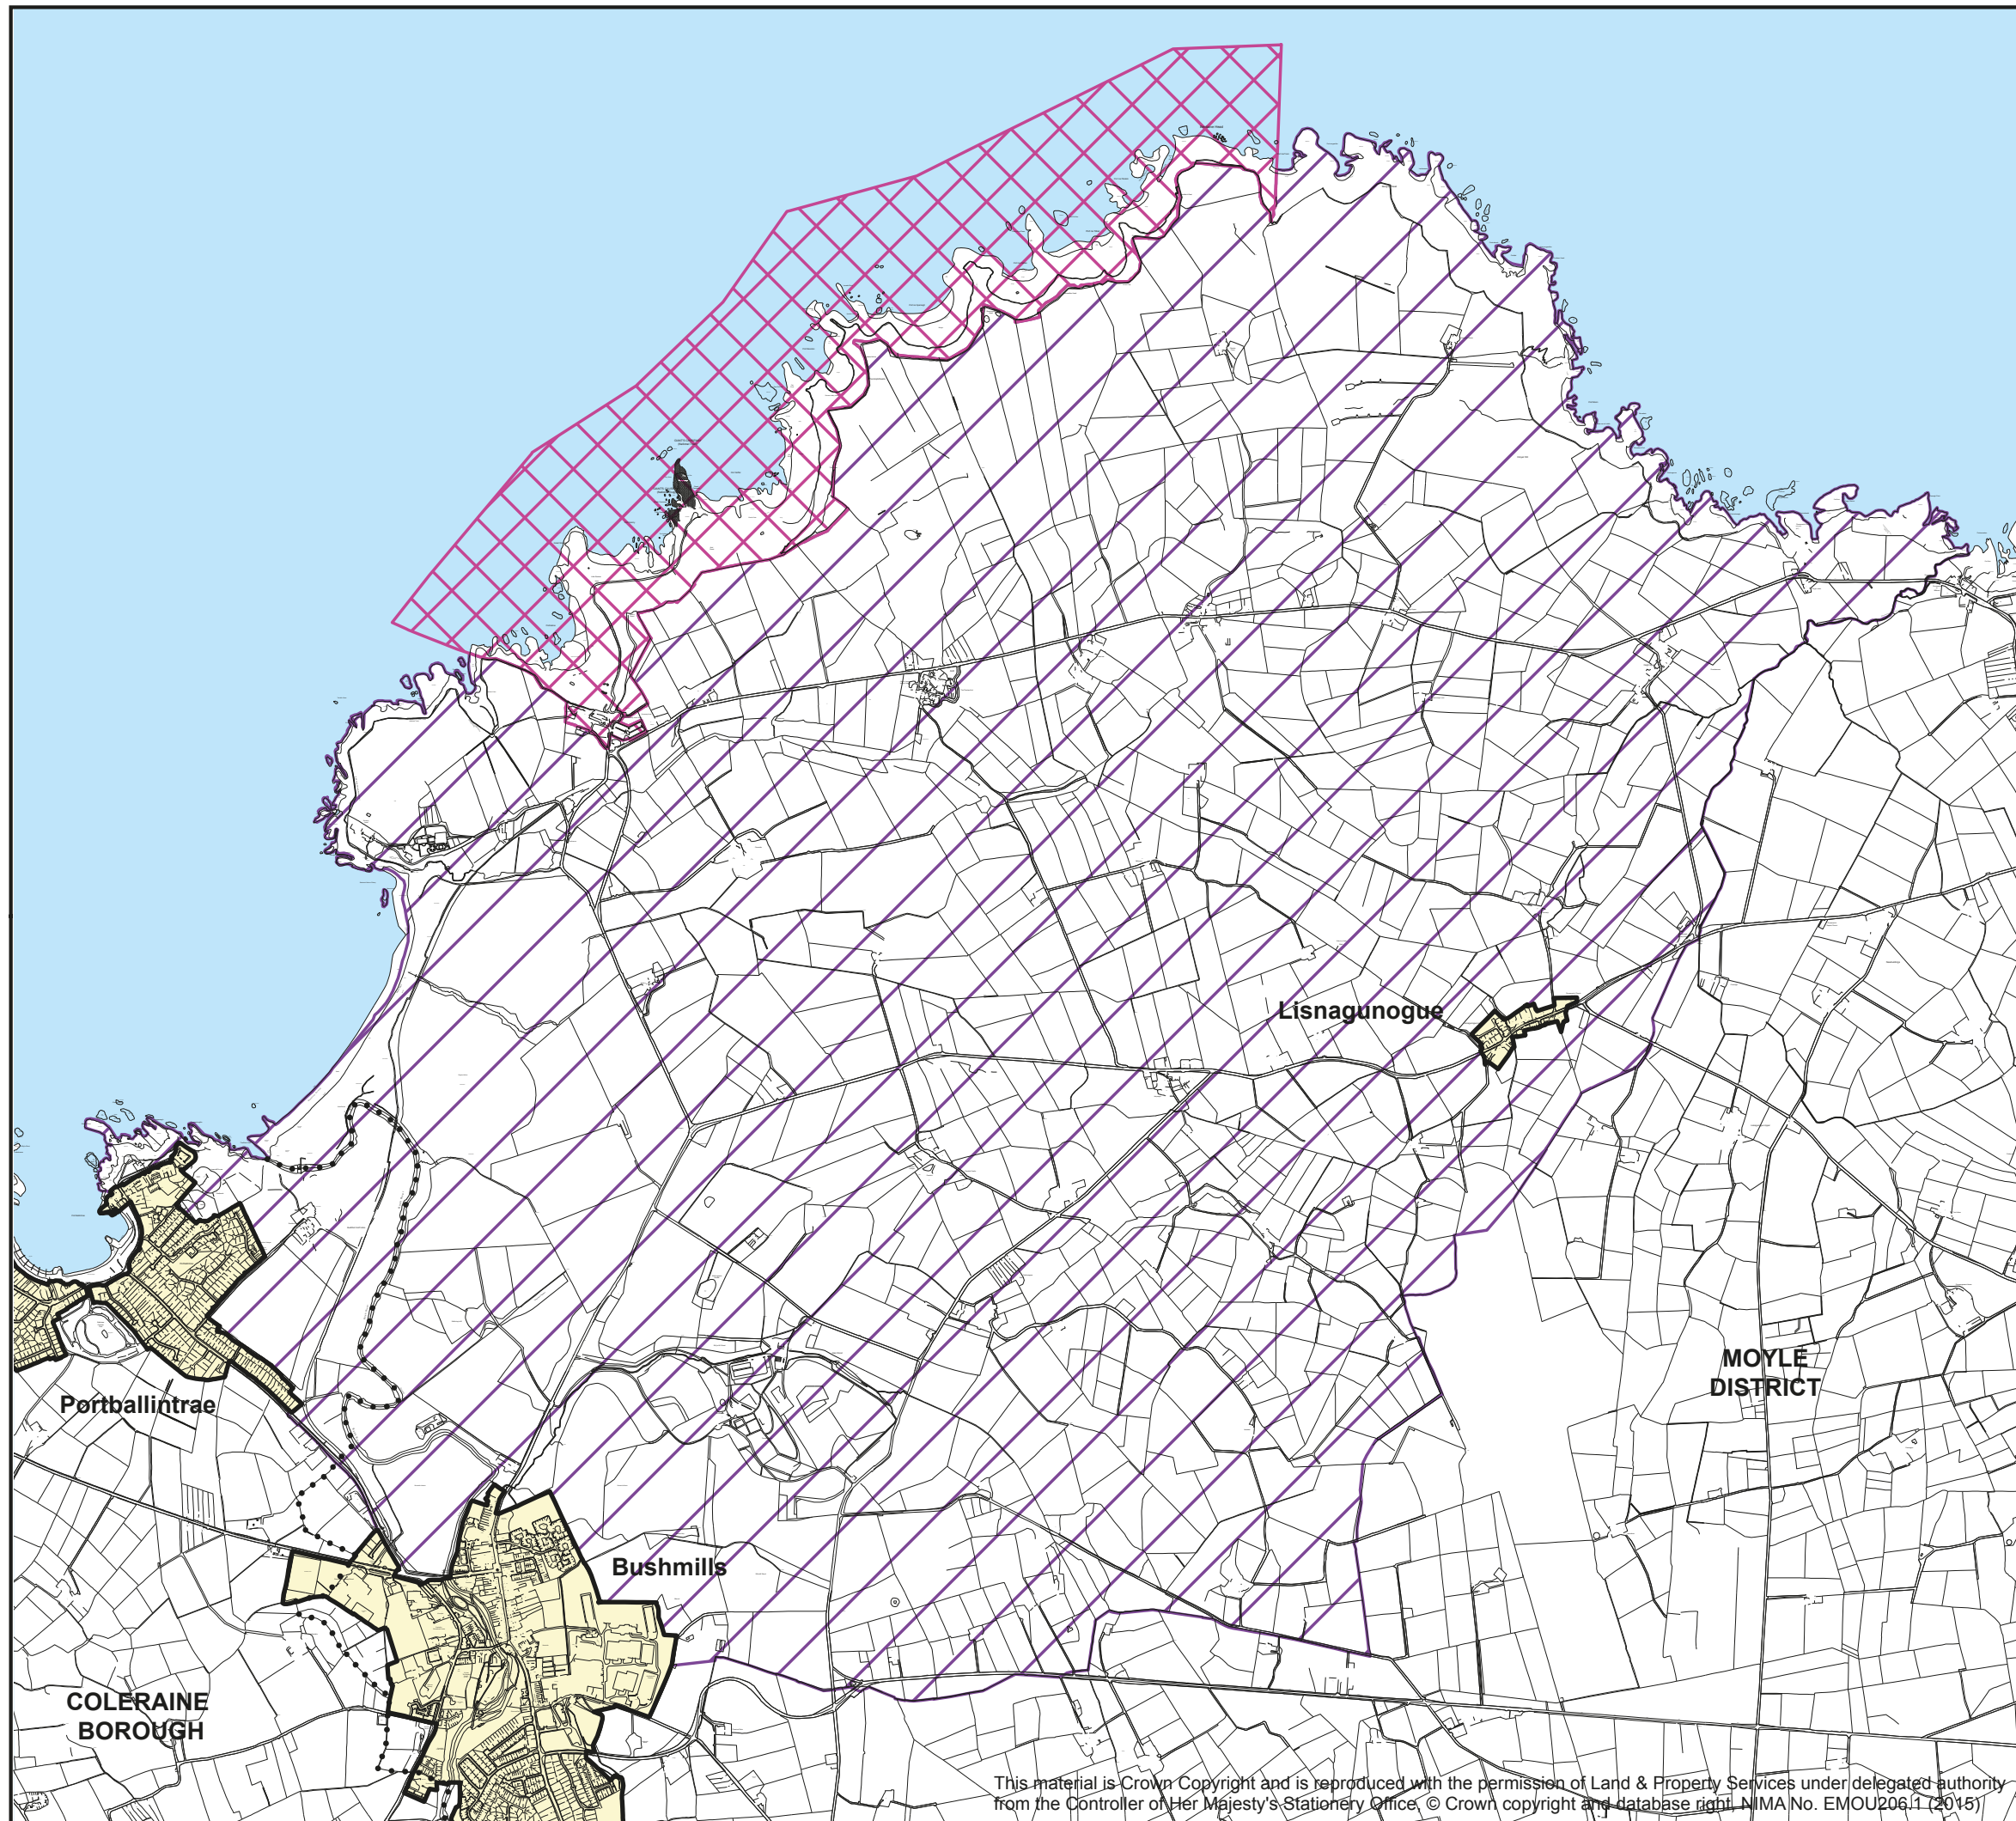 Lisnagunogue
MOYLE
DISTRICT
Portballintrae
Bushmills
COLERAINE
BOROUGH
This material is Crown Copyright and is reproduced with the permission of Land & Property Services under delegated authority
from the Controller of Her Majesty's Stationery Office, © Crown copyright and database right NIMA No. EMOU206.1 (2015)